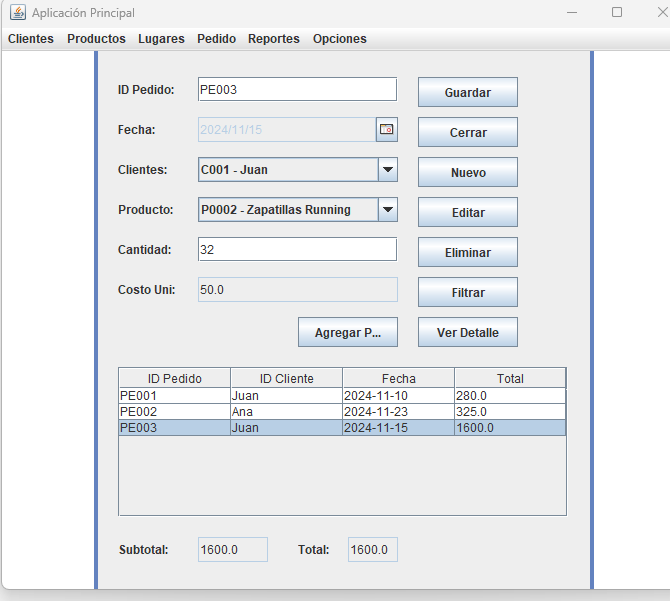 Aplicación Principal
Clientes Productos Lugares Pedido Reportes Opciones
ID Pedido: PE003 Guardar
Fecha: 2024/11/15 Cerrar
Clientes: C001 - Juan Nuevo
Producto: P0002 - Zapatillas Running Editar
Cantidad: 32 Eliminar
Costo Uni: 50.0 Filtrar
Agregar P... Ver Detalle
ID Pedido ID Cliente Fecha Total
PE001 Juan 2024-11-10 280.0
PE002 Ana 2024-11-23 325.0
PE003 Juan 2024-11-15 1600.0
Subtotal: 1600.0 Total: 1600.0